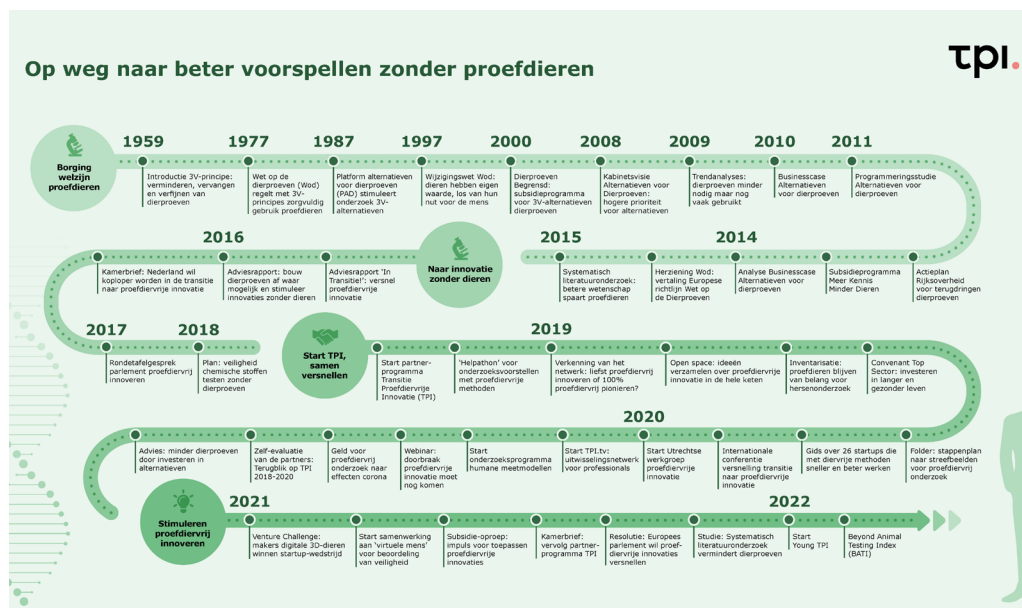 Op weg naar beter voorspellen zonder proefdieren
τpι.
Borging
welzijn
proefdieren
1959
Introductie 3V-principe:
verminderen, vervangen
en verfijnen van
dierproeven
1977
Wet op de
dierproeven (Wod)
regelt met 3V-
principes zorgvuldig
gebruik proefdieren
1987
Platform alternatieven
voor dierproeven
(PAD) stimuleert
onderzoek 3V-
alternatieven
1997
Wijzigingswet Wod:
dieren hebben eigen
waarde, los van hun
nut voor de mens
2000
Dierproeven
Begrensd:
subsidieprogramma
voor 3V-alternatieven
dierproeven
2008
Kabinetsvisie
Alternatieven voor
Dierproeven:
hogere prioriteit
voor alternatieven
2009
Trendanalyses:
dierproeven minder
nodig maar nog
vaak gebruikt
2010
Businesscase
Alternatieven
voor dierproeven
2011
Programmeringsstudie
Alternatieven voor
dierproeven
2016
Kamerbrief: Nederland wil
koploper worden in de transitie
naar proefdiervrije innovatie
Adviesrapport: bouw
dierproeven af waar
mogelijk en stimuleer
innovaties zonder dieren
Adviesrapport 'In
Transitie!': versnel
proefdiervrije
innovatie
Naar innovatie
zonder dieren
2015
Systematisch
literatuuronderzoek:
betere wetenschap
spaart proefdieren
Herziening Wod:
vertaling Europese
richtlijn Wet op
de Dierproeven
2014
Analyse Businesscase
Alternatieven voor
dierproeven
Subsidieprogramma
Meer Kennis
Minder Dieren
Actieplan
Rijksoverheid
voor terugdringen
dierproeven
2017
Rondetafelgesprek
parlement proefdiervrij
innoveren
2018
Plan: veiligheid
chemische stoffen
testen zonder
dierproeven
Start TPI,
samen
versnellen
Start partner-
programma
Transitie
Proefdiervrije
Innovatie (TPI)
'Helpathon' voor
onderzoeksvoorstellen
met proefdiervrije
methoden
2019
Verkenning van het
netwerk: liefst proefdiervrij
innoveren of 100%
proefdiervrij pionieren?
Open space: ideeën
verzamelen over proefdiervrije
innovatie in de hele keten
Inventarisatie:
proefdieren blijven
van belang voor
hersenonderzoek
Convenant Top
Sector: investeren
in langer en
gezonder leven
2020
Advies: minder dierproeven
door investeren in
alternatieven
Zelf-evaluatie
van de partners:
Terugblik op TPI
2018-2020
Geld voor
proefdiervrij
onderzoek naar
effecten corona
Webinar:
doorbraak
proefdiervrije
innovatie moet
nog komen
Start
onderzoeksprogramma
humane meetmodellen
Start TPI.tv:
uitwisselingsnetwerk
voor professionals
Start Utrechtse
werkgroep
proefdiervrije
innovatie
Internationale
conferentie
versnelling transitie
naar proefdiervrije
innovatie
Gids over 26 startups die
met diervrije methoden
sneller en beter werken
Folder: stappenplan
naar streefbeelden
voor proefdiervrij
onderzoek
Stimuleren
proefdiervrij
innoveren
2021
Venture Challenge:
makers digitale 3D-dieren
winnen startup-wedstrijd
Start samenwerking
aan 'virtuele mens'
voor beoordeling
van veiligheid
Subsidie-oproep:
impuls voor toepassen
proefdiervrije
innovaties
Kamerbrief:
vervolg partner-
programma TPI
Resolutie: Europees
parlement wil proef-
diervrije innovaties
versnellen
Studie: Systematisch
literatuuronderzoek
vermindert dierproeven
2022
Start
Young TPI
Beyond Animal
Testing Index
(BATI)